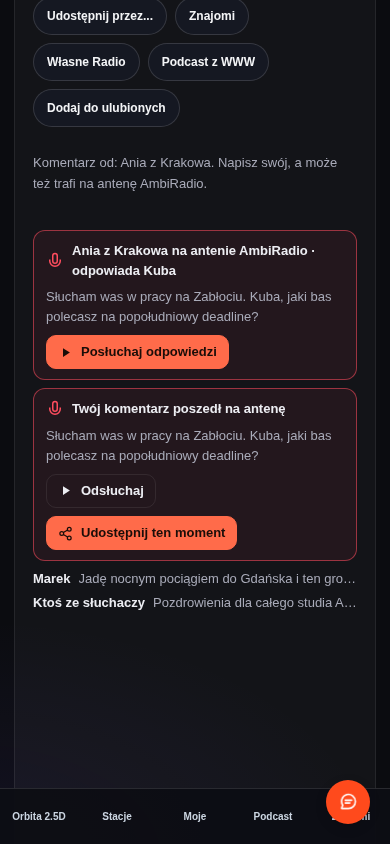 Udostępnij przez...
Znajomi
Własne Radio
Podcast z WWW
Dodaj do ulubionych
Komentarz od: Ania z Krakowa. Napisz swój, a może
też trafi na antenę AmbiRadio.
Ania z Krakowa na antenie AmbiRadio ·
odpowiada Kuba
Słucham was w pracy na Zabłociu. Kuba, jaki bas
polecasz na popołudniowy deadline?
Posłuchaj odpowiedzi
Twój komentarz poszedł na antenę
Słucham was w pracy na Zabłociu. Kuba, jaki bas
polecasz na popołudniowy deadline?
Odsłuchaj
Udostępnij ten moment
Marek Jadę nocnym pociągiem do Gdańska i ten gro...
Ktoś ze słuchaczy Pozdrowienia dla całego studia A...
Orbita 2.5D
Stacje
Moje
Podcast